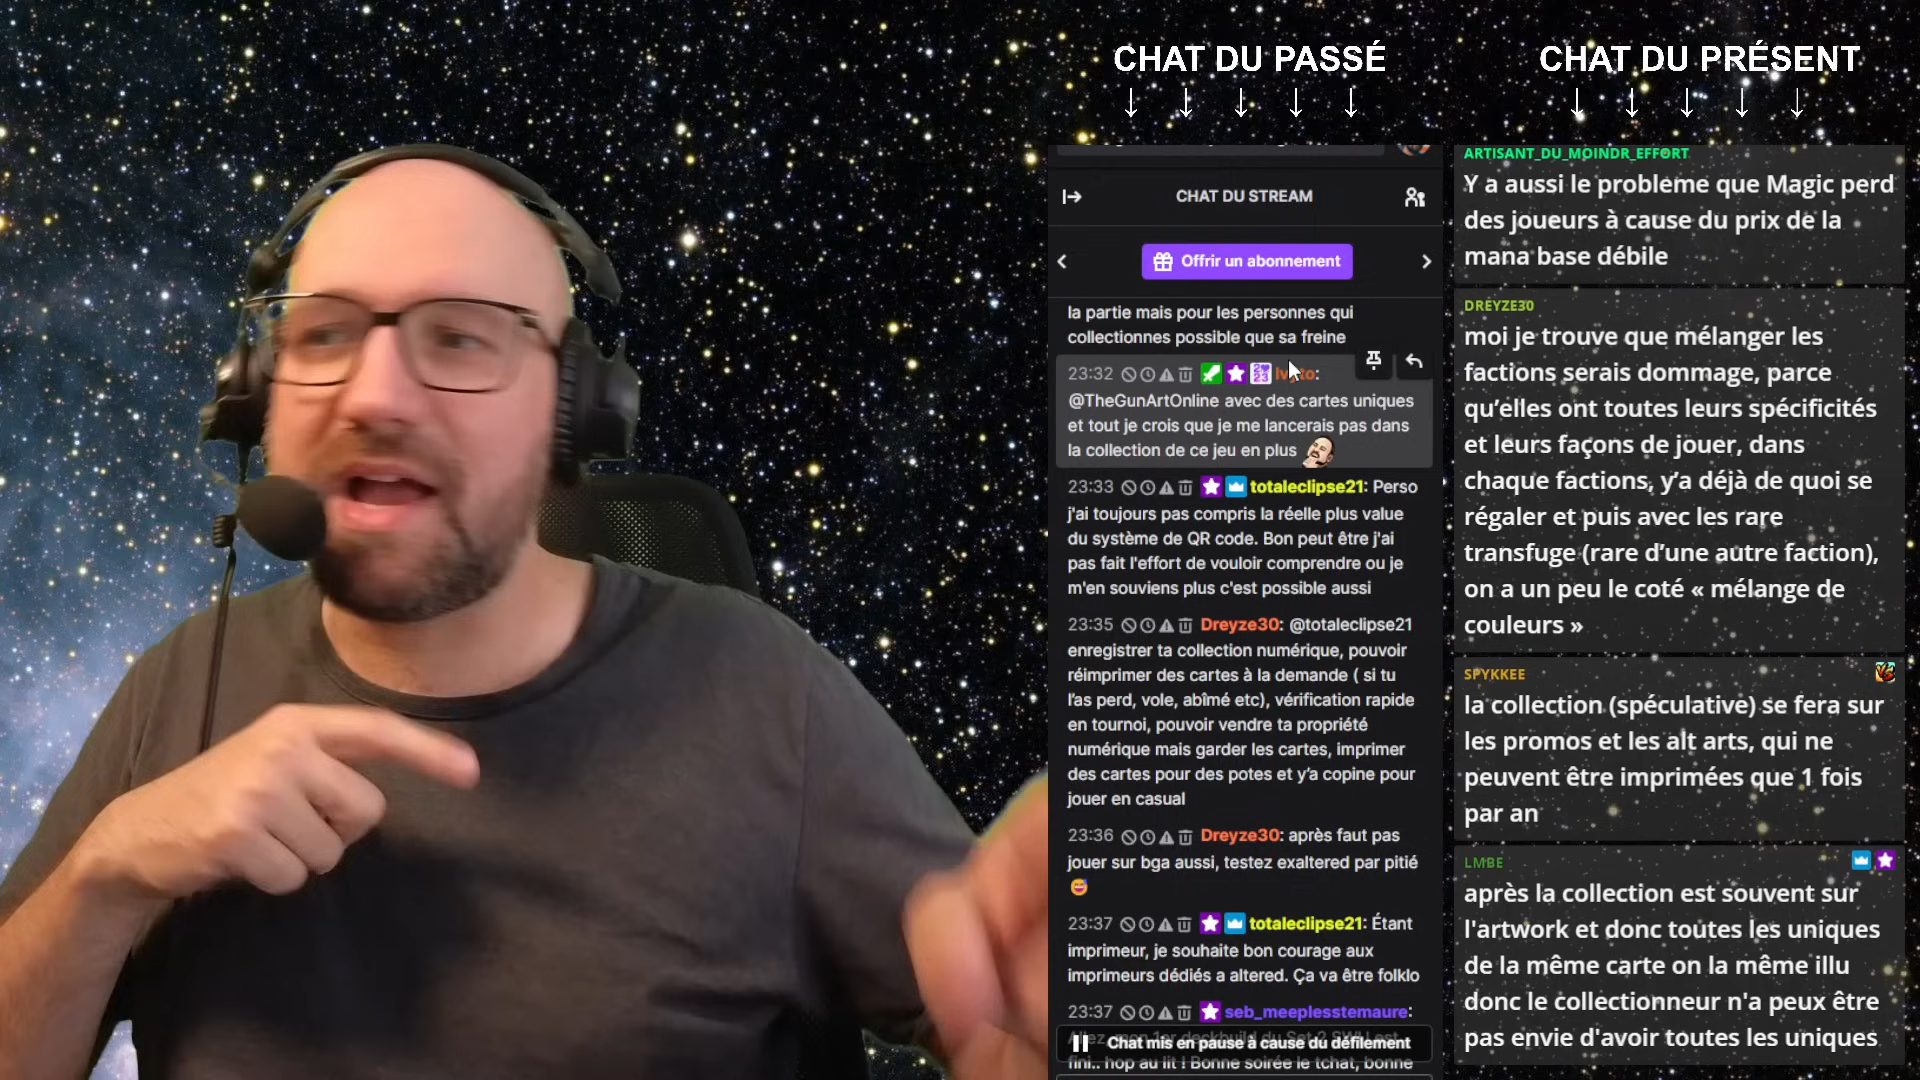 CHAT DU PASSÉ
CHAT DU STREAM
Offrir un abonnement
la partie mais pour les personnes qui
collectionnes possible que sa freine
23:32
@TheGunArtOnline avec des cartes uniques
et tout je crois que je me lancerais pas dans
la collection de ce jeu en plus
23:33 totaleclipse21: Perso
j'ai toujours pas compris la réelle plus value
du système de QR code. Bon peut être j'ai
pas fait l'effort de vouloir comprendre ou je
m'en souviens plus c'est possible aussi
23:35 Dreyze30: @totaleclipse21
enregistrer ta collection numérique, pouvoir
réimprimer des cartes à la demande ( si tu
l'as perd, vole, abîmé etc), vérification rapide
en tournoi, pouvoir vendre ta propriété
numérique mais garder les cartes, imprimer
des cartes pour des potes et y'a copine pour
jouer en casual
23:36 Dreyze30: après faut pas
jouer sur bga aussi, testez exaltered par pitié
23:37 totaleclipse21: Étant
imprimeur, je souhaite bon courage aux
imprimeurs dédiés a altered. Ça va être folklo
23:37 seb_meeplesstemaure:
Chat mis en pause à cause du défilement
fini.. hop au lit ! Bonne soirée le tchat, bonne
CHAT DU PRÉSENT
ARTISANT_DU_MOINDR_EFFORT
Y a aussi le probleme que Magic perd
des joueurs à cause du prix de la
mana base débile
DREYZE30
moi je trouve que mélanger les
factions serais dommage, parce
qu'elles ont toutes leurs spécificités
et leurs façons de jouer, dans
chaque factions, y'a déjà de quoi se
régaler et puis avec les rare
transfuge (rare d'une autre faction),
on a un peu le coté « mélange de
couleurs »
SPYKKEE
la collection (spéculative) se fera sur
les promos et les alt arts, qui ne
peuvent être imprimées que 1 fois
par an
LMBE
après la collection est souvent sur
l'artwork et donc toutes les uniques
de la même carte on la même illu
donc le collectionneur n'a peux être
pas envie d'avoir toutes les uniques